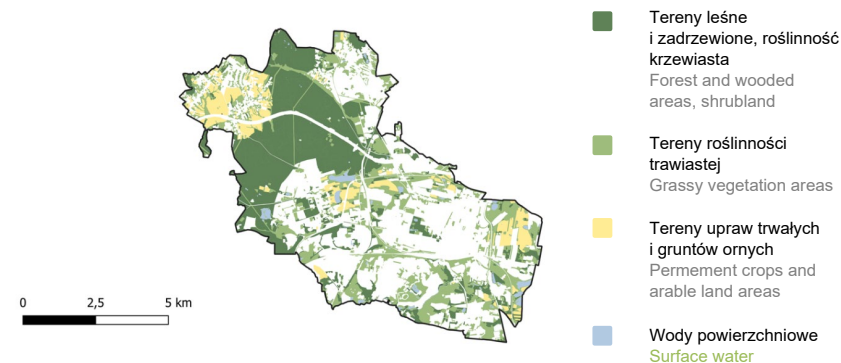 Tereny leśne
i zadrzewione, roślinność
krzewiasta
Forest and wooded
areas, shrubland
Tereny roślinności
trawiastej
Grassy vegetation areas
Tereny upraw trwałych
i gruntów ornych
Permement crops and
arable land areas
Wody powierzchniowe
Surface water
0 2,5 5 km